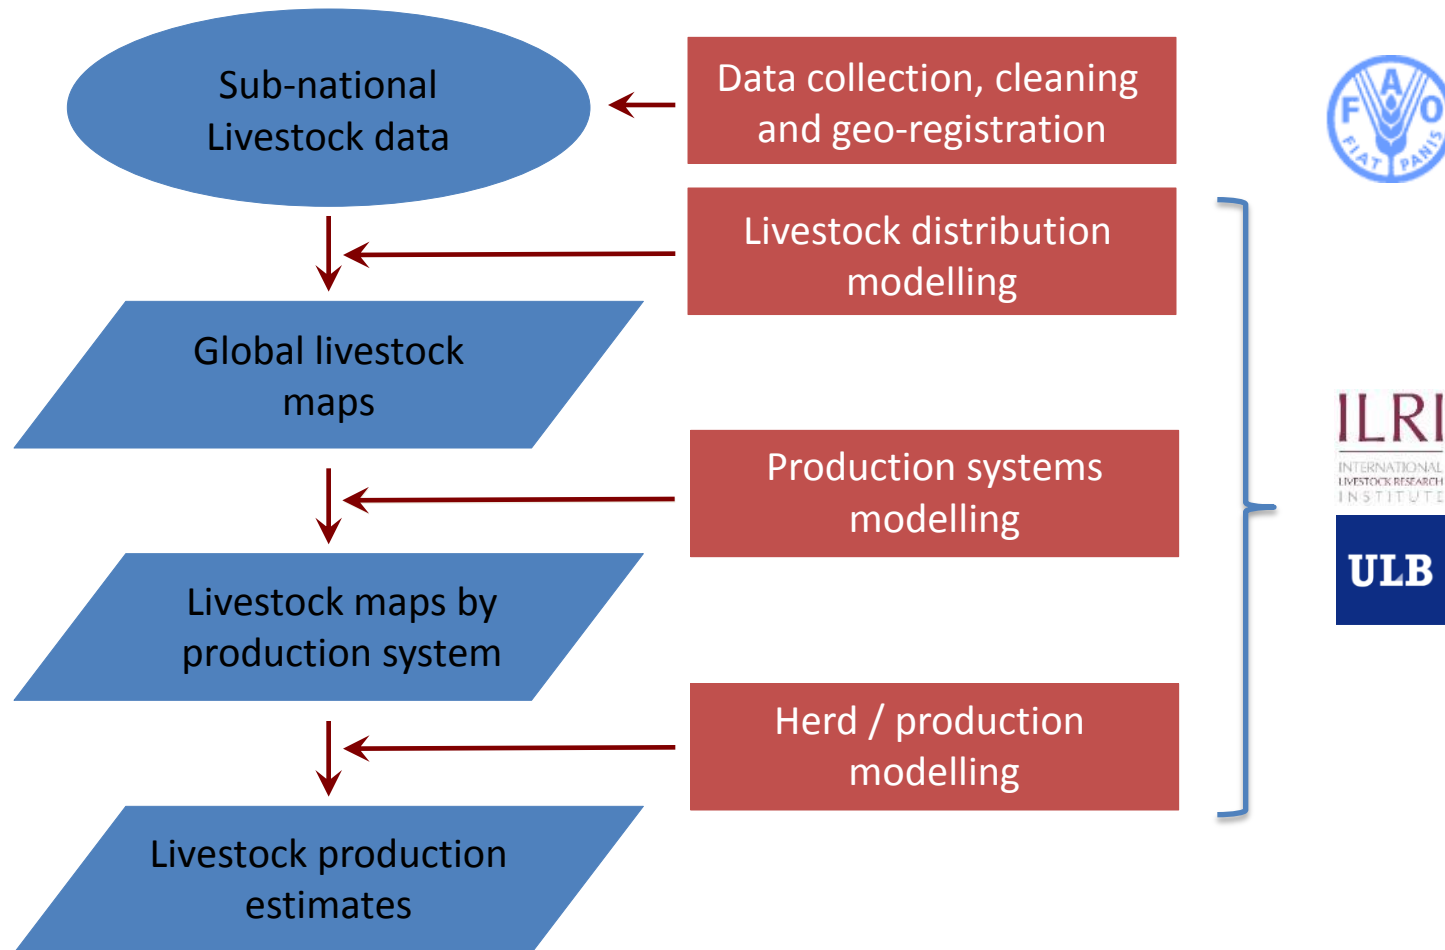 Sub-national
Livestock data
Data collection, cleaning
and geo-registration
F A O
FIAT PANIS
Livestock distribution
modelling
Global livestock
maps
Production systems
modelling
ILRI
INTERNATIONAL
LIVESTOCK RESEARCH
INSTITUTE
ULB
Livestock maps by
production system
Herd / production
modelling
Livestock production
estimates